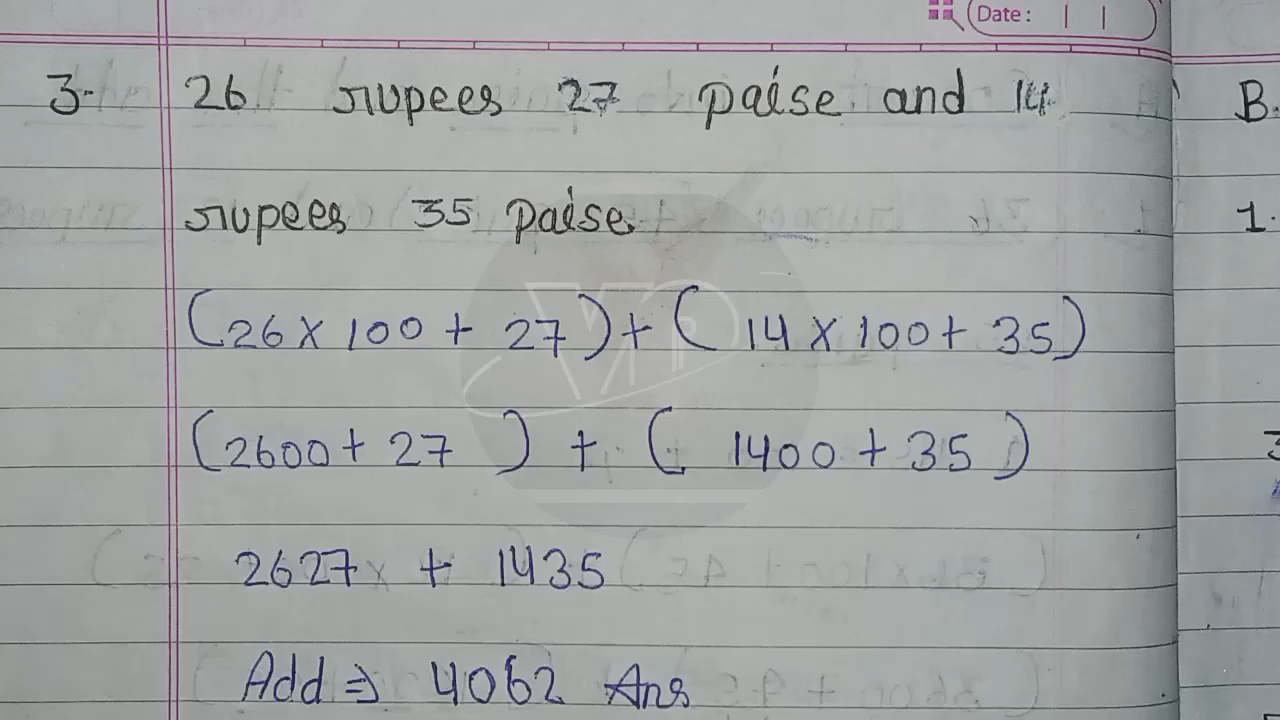 Date :
3. 26 rupees 27 paise and 14
rupees 35 paise.
(26 × 100 + 27) + (14 × 100 + 35)
(2600 + 27) + (1400 + 35)
2627 + 1435
Add ⇒ 4062 Ans
B.
1.
3